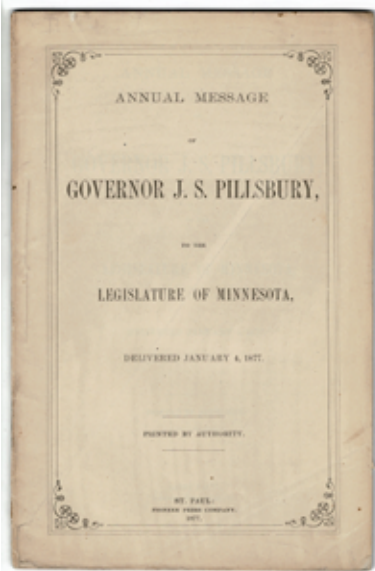 ANNUAL MESSAGE
OF
GOVERNOR J. S. PILLSBURY,
TO THE
LEGISLATURE OF MINNESOTA,
DELIVERED JANUARY 4, 1877.
PRINTED BY AUTHORITY.
ST. PAUL:
PIONEER PRESS COMPANY.
1877.